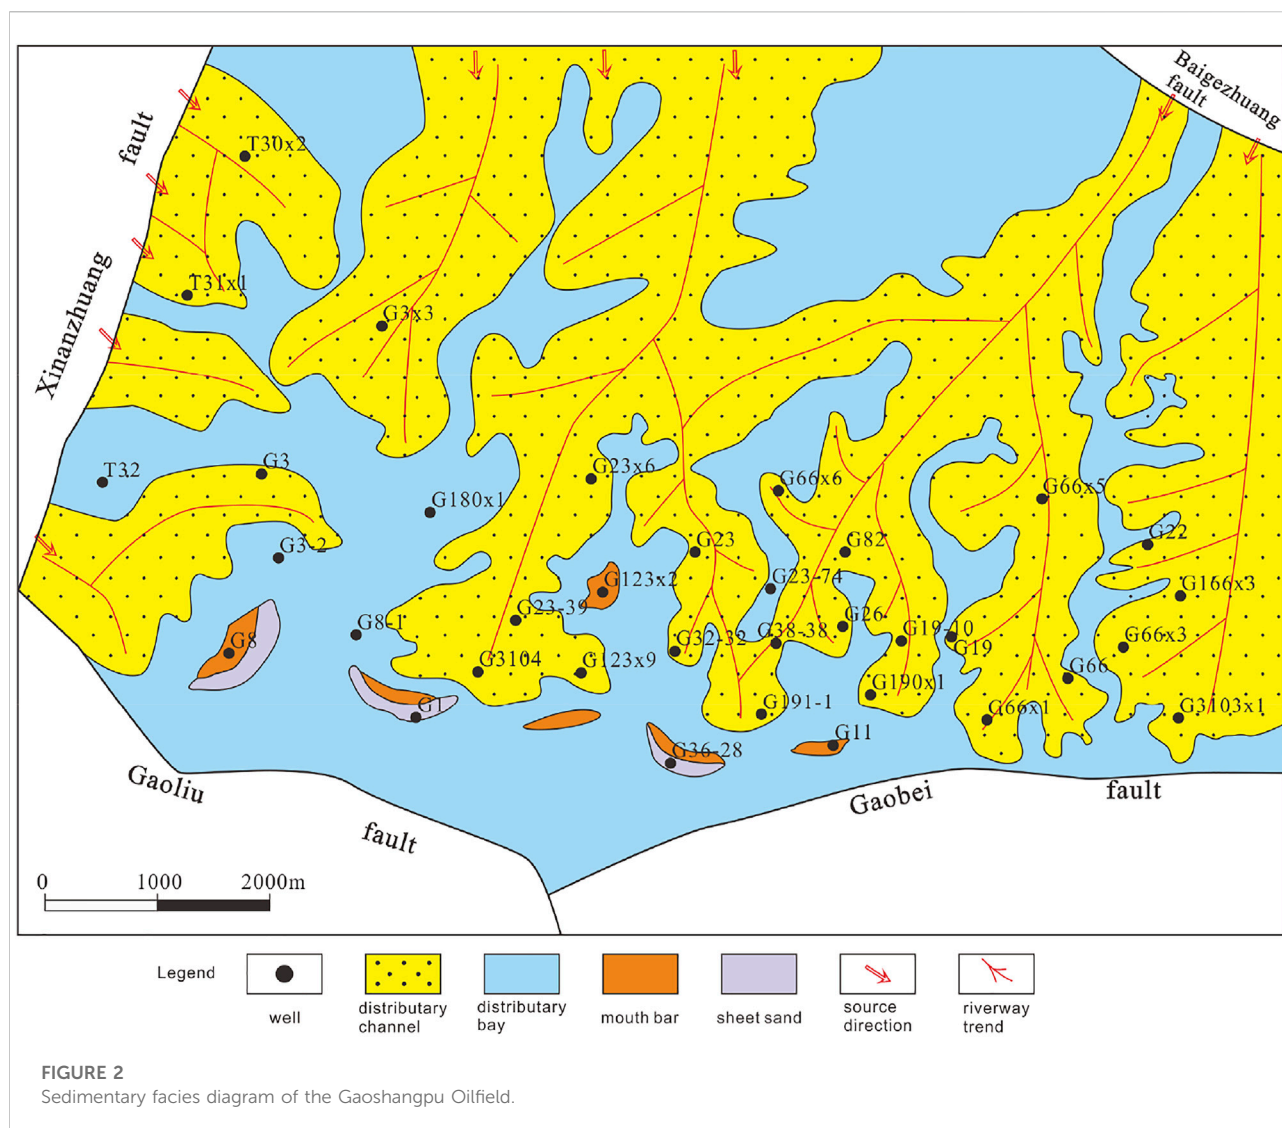 Baigezhuang
fault
fault
T30x2
Xinanzhuang
T31x1
G3x3
T32
G3
G23x6
G66x6
G66x5
G180x1
G3-2
G23
G82
G22
G123x2
G23-74
G166x3
G23-39
G8
G8-1
G32-32
G38-38
G26
G19-10
G19
G66x3
G3104
G123x9
G66
G190x1
G1
G191-1
G66x1
G3103x1
G36-28
G11
Gaoliu
fault
Gaobei
fault
0 1000 2000m
Legend
well
distributary
channel
distributary
bay
mouth bar
sheet sand
source
direction
riverway
trend
FIGURE 2
Sedimentary facies diagram of the Gaoshangpu Oilfield.